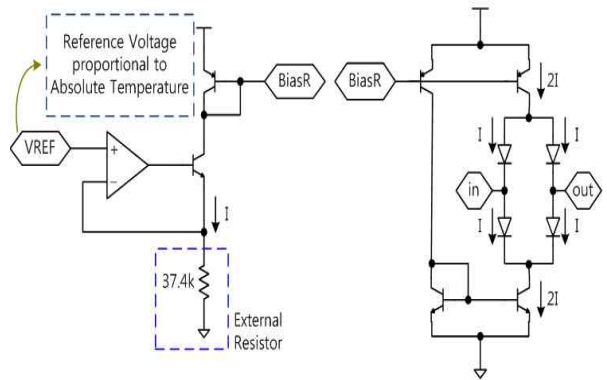 Reference Voltage
proportional to
Absolute Temperature
VREF
+
−
BiasR
I
37.4k
External
Resistor
BiasR
2I
I
I
in
out
I
I
2I